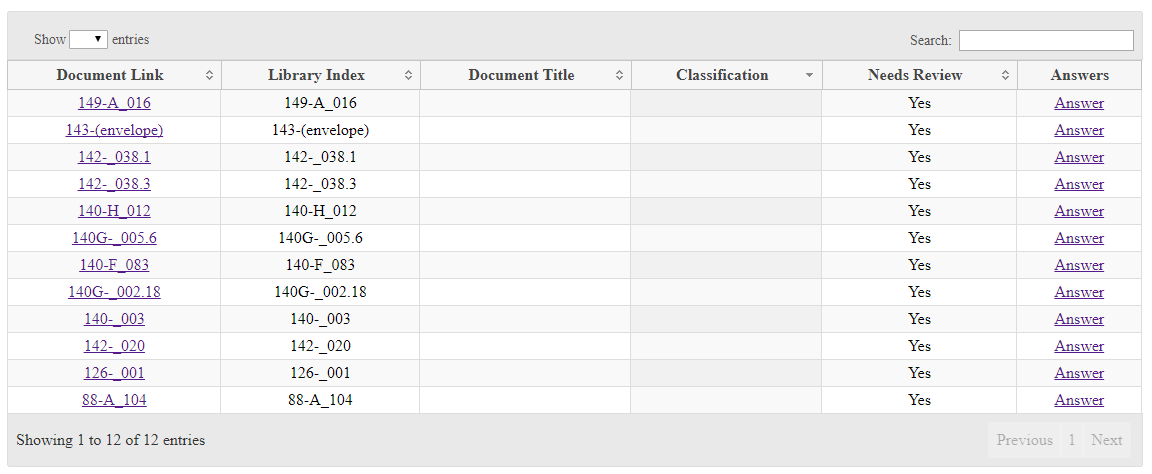 Show entries Search:
Document Link Library Index Document Title Classification Needs Review Answers
149-A_016 149-A_016 Yes Answer
143-(envelope) 143-(envelope) Yes Answer
142-_038.1 142-_038.1 Yes Answer
142-_038.3 142-_038.3 Yes Answer
140-H_012 140-H_012 Yes Answer
140G-_005.6 140G-_005.6 Yes Answer
140-F_083 140-F_083 Yes Answer
140G-_002.18 140G-_002.18 Yes Answer
140-_003 140-_003 Yes Answer
142-_020 142-_020 Yes Answer
126-_001 126-_001 Yes Answer
88-A_104 88-A_104 Yes Answer
Showing 1 to 12 of 12 entries Previous 1 Next